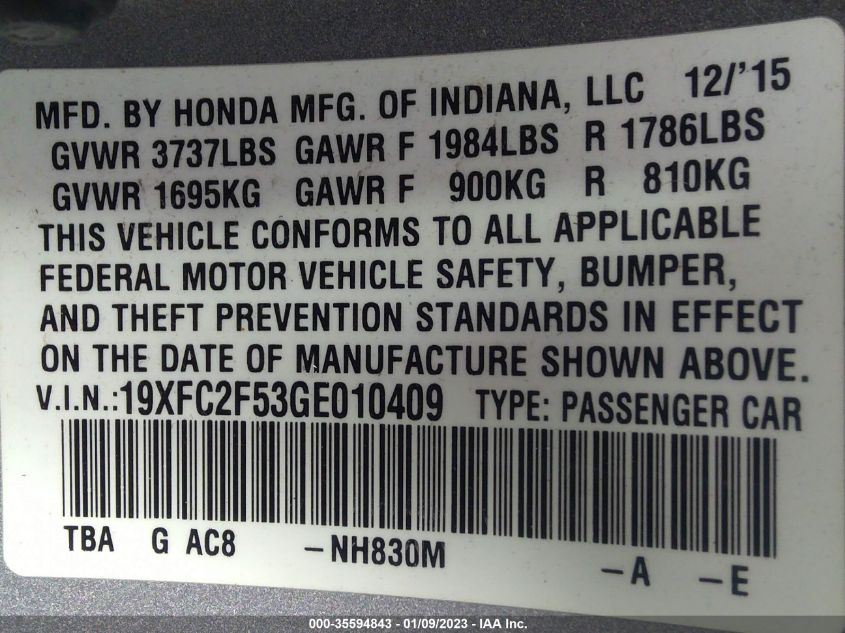 MFD. BY HONDA MFG. OF INDIANA, LLC 12/'15
GVWR 3737LBS GAWR F 1984LBS R 1786LBS
GVWR 1695KG GAWR F 900KG R 810KG
THIS VEHICLE CONFORMS TO ALL APPLICABLE
FEDERAL MOTOR VEHICLE SAFETY, BUMPER,
AND THEFT PREVENTION STANDARDS IN EFFECT
ON THE DATE OF MANUFACTURE SHOWN ABOVE.
V.I.N.:19XFC2F53GE010409 TYPE: PASSENGER CAR
TBA G AC8 -NH830M -A -E
000-35594843 - 01/09/2023 - IAA Inc.